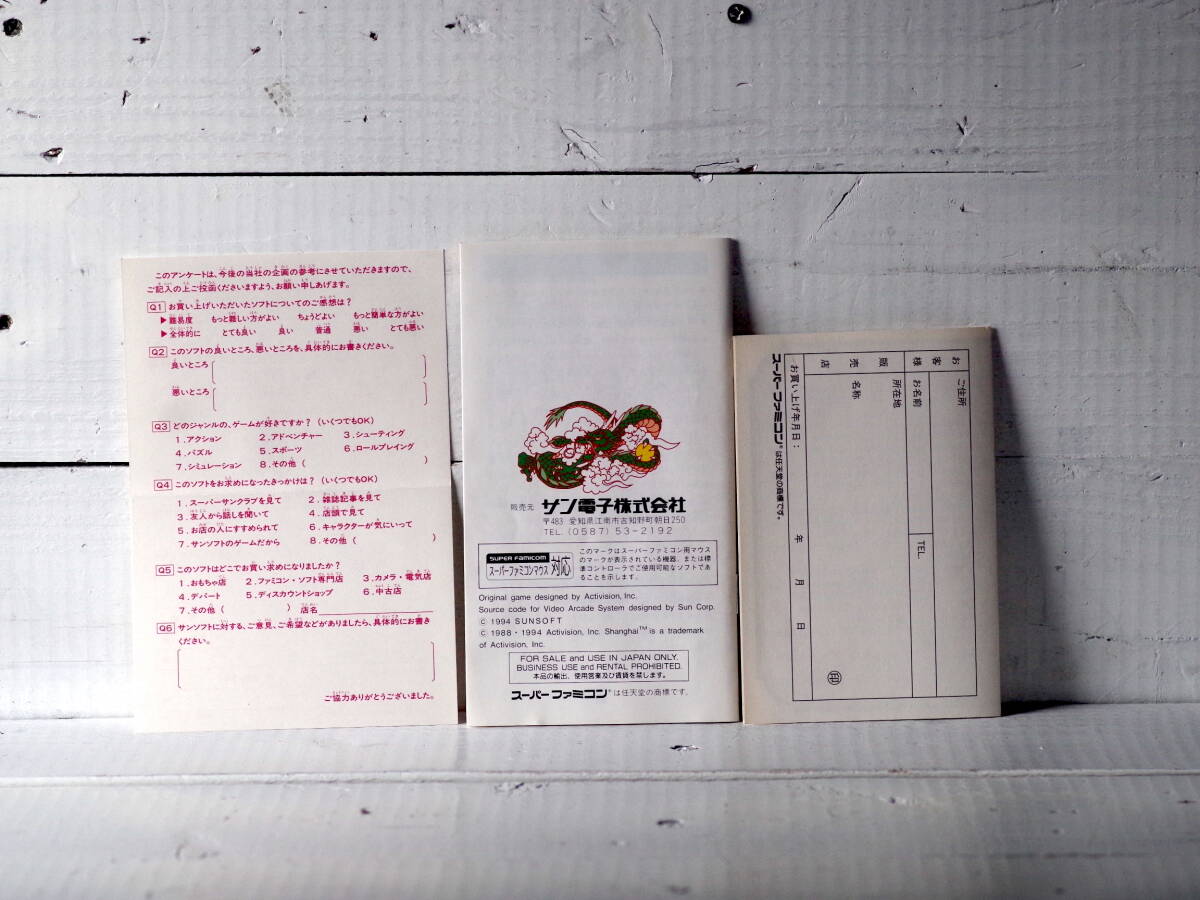 このアンケートは、今後の当社の企画の参考にさせていただきますので、
ご記入の上ご投函くださいますよう、お願い申しあげます。
Q1 お買い上げいただいたソフトについてのご感想は？
▶難易度 もっと難しい方がよい ちょうどよい もっと簡単な方がよい
▶全体的に とても良い 良い 普通 悪い とても悪い
Q2 このソフトの良いところ、悪いところを、具体的にお書きください。
良いところ
悪いところ
Q3 どのジャンルの、ゲームが好きですか？（いくつでもOK）
1.アクション 2.アドベンチャー 3.シューティング
4.パズル 5.スポーツ 6.ロールプレイング
7.シミュレーション 8.その他（ ）
Q4 このソフトをお求めになったきっかけは？（いくつでもOK）
1.スーパーサンクラブを見て 2.雑誌記事を見て
3.友人から話しを聞いて 4.店頭で見て
5.お店の人にすすめられて 6.キャラクターが気にいって
7.サンソフトのゲームだから 8.その他（ ）
Q5 このソフトはどこでお買い求めになりましたか？
1.おもちゃ店 2.ファミコン・ソフト専門店 3.カメラ・電気店
4.デパート 5.ディスカウントショップ 6.中古店
7.その他（ ） 店名
Q6 サンソフトに対する、ご意見、ご希望などがありましたら、具体的にお書き
ください。
ご協力ありがとうございました。
販売元 サン電子株式会社
〒483 愛知県江南市古知野町朝日250
TEL.(0587)53-2192
SUPER FAMICOM
スーパーファミコンマウス 対応
このマークはスーパーファミコン用マウス
のマークが表示されている機器、または標
準コントローラでご使用可能なソフトであ
ることを示します。
Original game designed by Activision, Inc.
Source code for Video Arcade System designed by Sun Corp.
© 1994 SUNSOFT
© 1988・1994 Activision, Inc. Shanghai™ is a trademark
of Activision, Inc.
FOR SALE and USE IN JAPAN ONLY.
BUSINESS USE and RENTAL PROHIBITED.
本品の輸出、使用営業及び賃貸を禁じます。
スーパーファミコンは任天堂の商標です。
お客様
ご住所
お名前
TEL
販売店
所在地
名称
印
お買い上げ年月日： 年 月 日
スーパーファミコン®は任天堂の商標です。